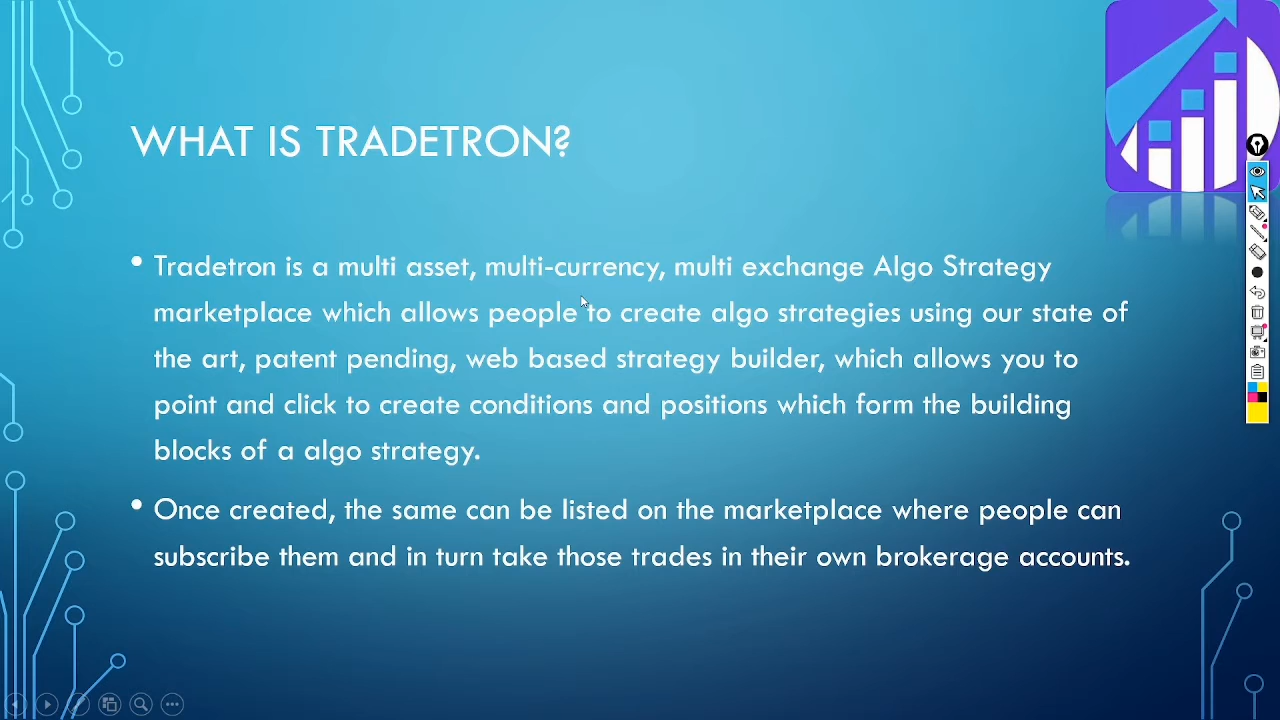 WHAT IS TRADETRON?
• Tradetron is a multi asset, multi-currency, multi exchange Algo Strategy
marketplace which allows people to create algo strategies using our state of
the art, patent pending, web based strategy builder, which allows you to
point and click to create conditions and positions which form the building
blocks of a algo strategy.
• Once created, the same can be listed on the marketplace where people can
subscribe them and in turn take those trades in their own brokerage accounts.